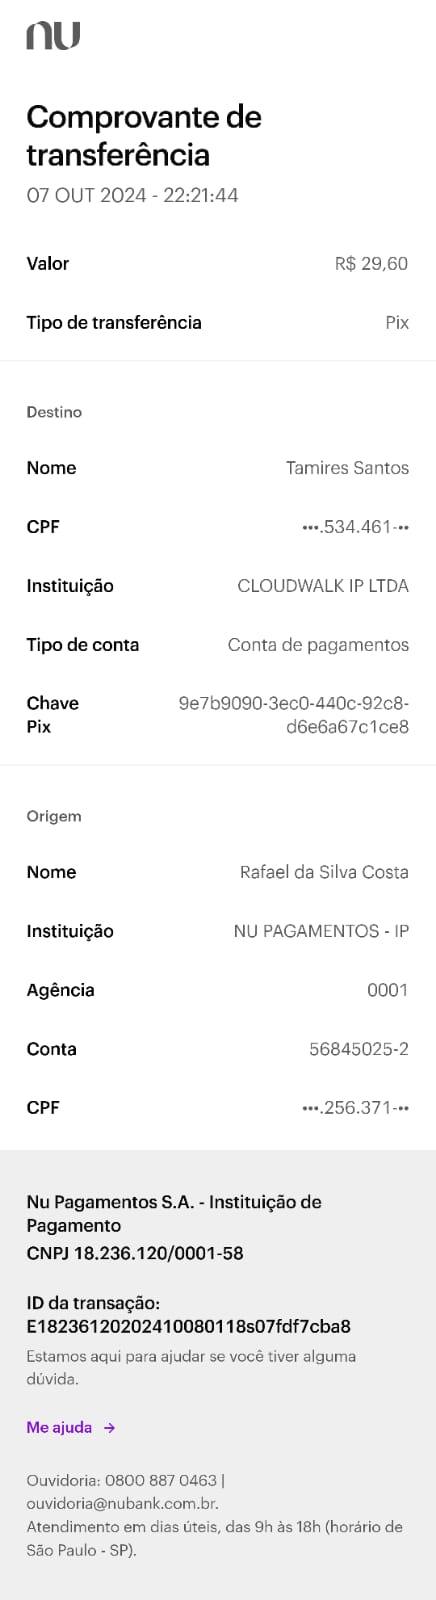 nu
Comprovante de
transferência
07 OUT 2024 - 22:21:44
Valor R$ 29,60
Tipo de transferência Pix
Destino
Nome Tamires Santos
CPF •••.534.461-••
Instituição CLOUDWALK IP LTDA
Tipo de conta Conta de pagamentos
Chave Pix 9e7b9090-3ec0-440c-92c8-
d6e6a67c1ce8
Origem
Nome Rafael da Silva Costa
Instituição NU PAGAMENTOS - IP
Agência 0001
Conta 56845025-2
CPF •••.256.371-••
Nu Pagamentos S.A. - Instituição de
Pagamento
CNPJ 18.236.120/0001-58
ID da transação:
E18236120202410080118s07fdf7cba8
Estamos aqui para ajudar se você tiver alguma
dúvida.
Me ajuda →
Ouvidoria: 0800 887 0463 |
ouvidoria@nubank.com.br.
Atendimento em dias úteis, das 9h às 18h (horário de
São Paulo - SP).